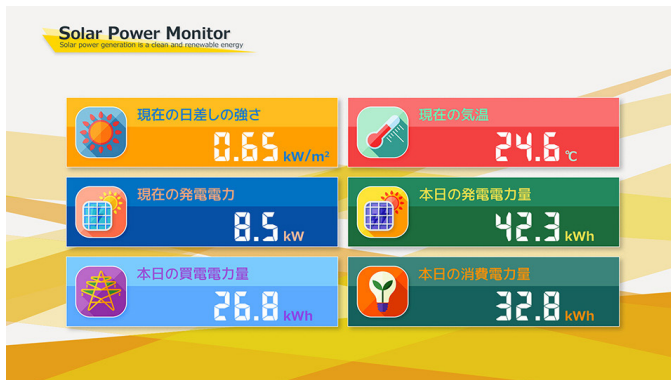 Solar Power Monitor
Solar power generation is a clean and renewable energy
現在の日差しの強さ
0.65 kW/m²
現在の気温
24.6 ℃
現在の発電電力
8.5 kW
本日の発電電力量
42.3 kWh
本日の買電電力量
26.8 kWh
本日の消費電力量
32.8 kWh